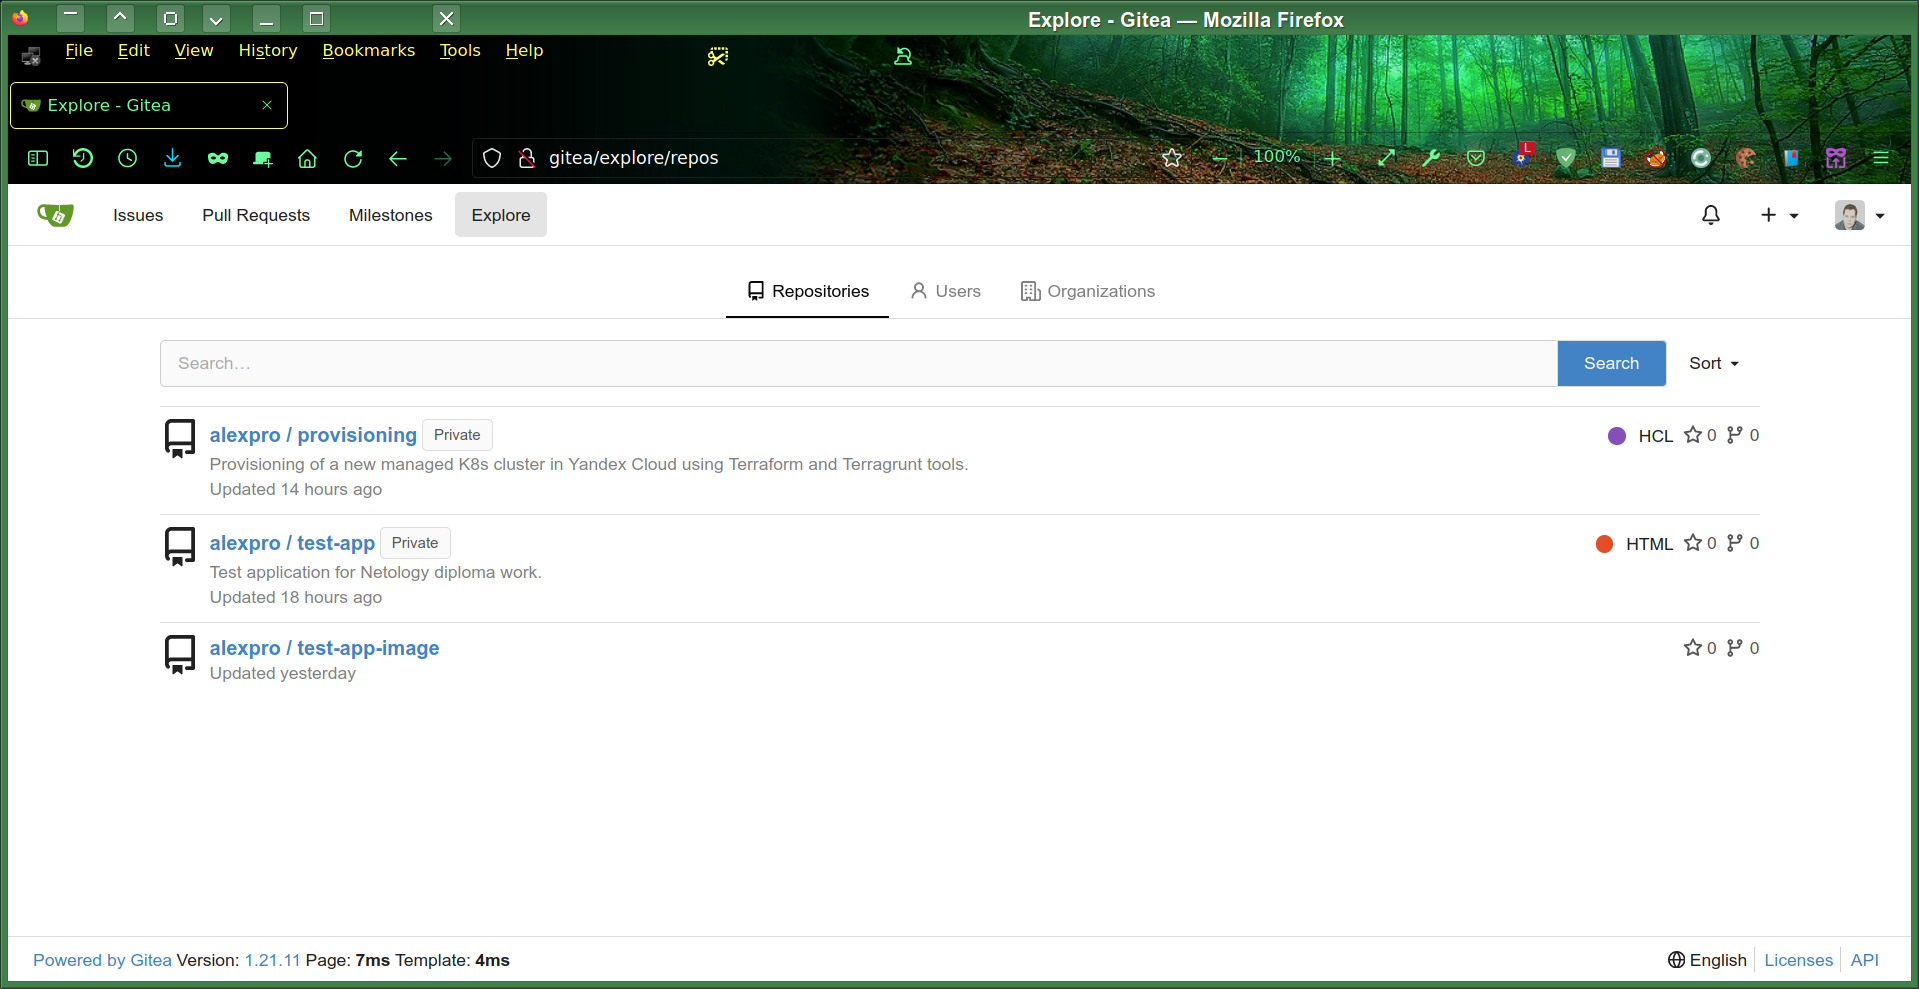 Explore - Gitea — Mozilla Firefox
File Edit View History Bookmarks Tools Help
Explore - Gitea
gitea/explore/repos
100%
L
Issues Pull Requests Milestones Explore
Repositories Users Organizations
Search…
Search
Sort
alexpro / provisioning Private
HCL 0 0
Provisioning of a new managed K8s cluster in Yandex Cloud using Terraform and Terragrunt tools.
Updated 14 hours ago
alexpro / test-app Private
HTML 0 0
Test application for Netology diploma work.
Updated 18 hours ago
alexpro / test-app-image
0 0
Updated yesterday
Powered by Gitea Version: 1.21.11 Page: 7ms Template: 4ms
English Licenses API